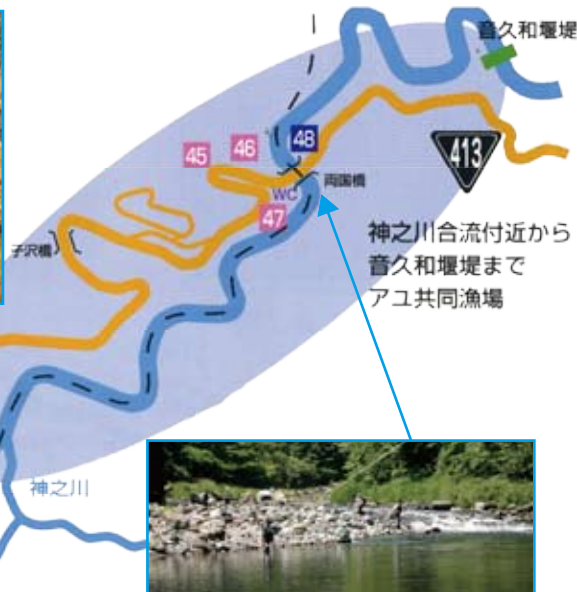 音久和堰堤
413
45
46
48
両国橋
WC
47
子沢橋
神之川合流付近から
音久和堰堤まで
アユ共同漁場
神之川